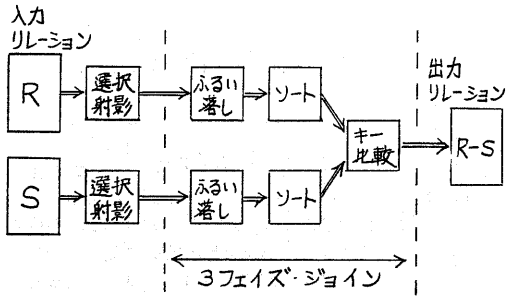 入力
リレーション
R
選択
射影
ふるい
落し
ソート
キー
比較
出力
リレーション
R-S
S
選択
射影
ふるい
落し
ソート
3フェイズ・ジョイン